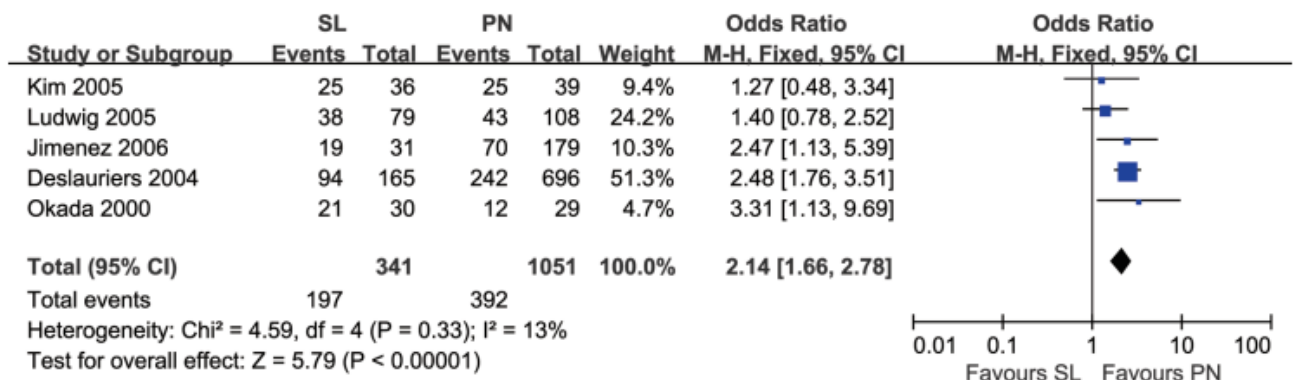 SL PN Odds Ratio Odds Ratio
Study or Subgroup Events Total Events Total Weight M-H, Fixed, 95% CI M-H, Fixed, 95% CI
Kim 2005 25 36 25 39 9.4% 1.27 [0.48, 3.34]
Ludwig 2005 38 79 43 108 24.2% 1.40 [0.78, 2.52]
Jimenez 2006 19 31 70 179 10.3% 2.47 [1.13, 5.39]
Deslauriers 2004 94 165 242 696 51.3% 2.48 [1.76, 3.51]
Okada 2000 21 30 12 29 4.7% 3.31 [1.13, 9.69]
Total (95% CI) 341 1051 100.0% 2.14 [1.66, 2.78]
Total events 197 392
Heterogeneity: Chi² = 4.59, df = 4 (P = 0.33); I² = 13%
Test for overall effect: Z = 5.79 (P < 0.00001)
0.01 0.1 1 10 100
Favours SL Favours PN